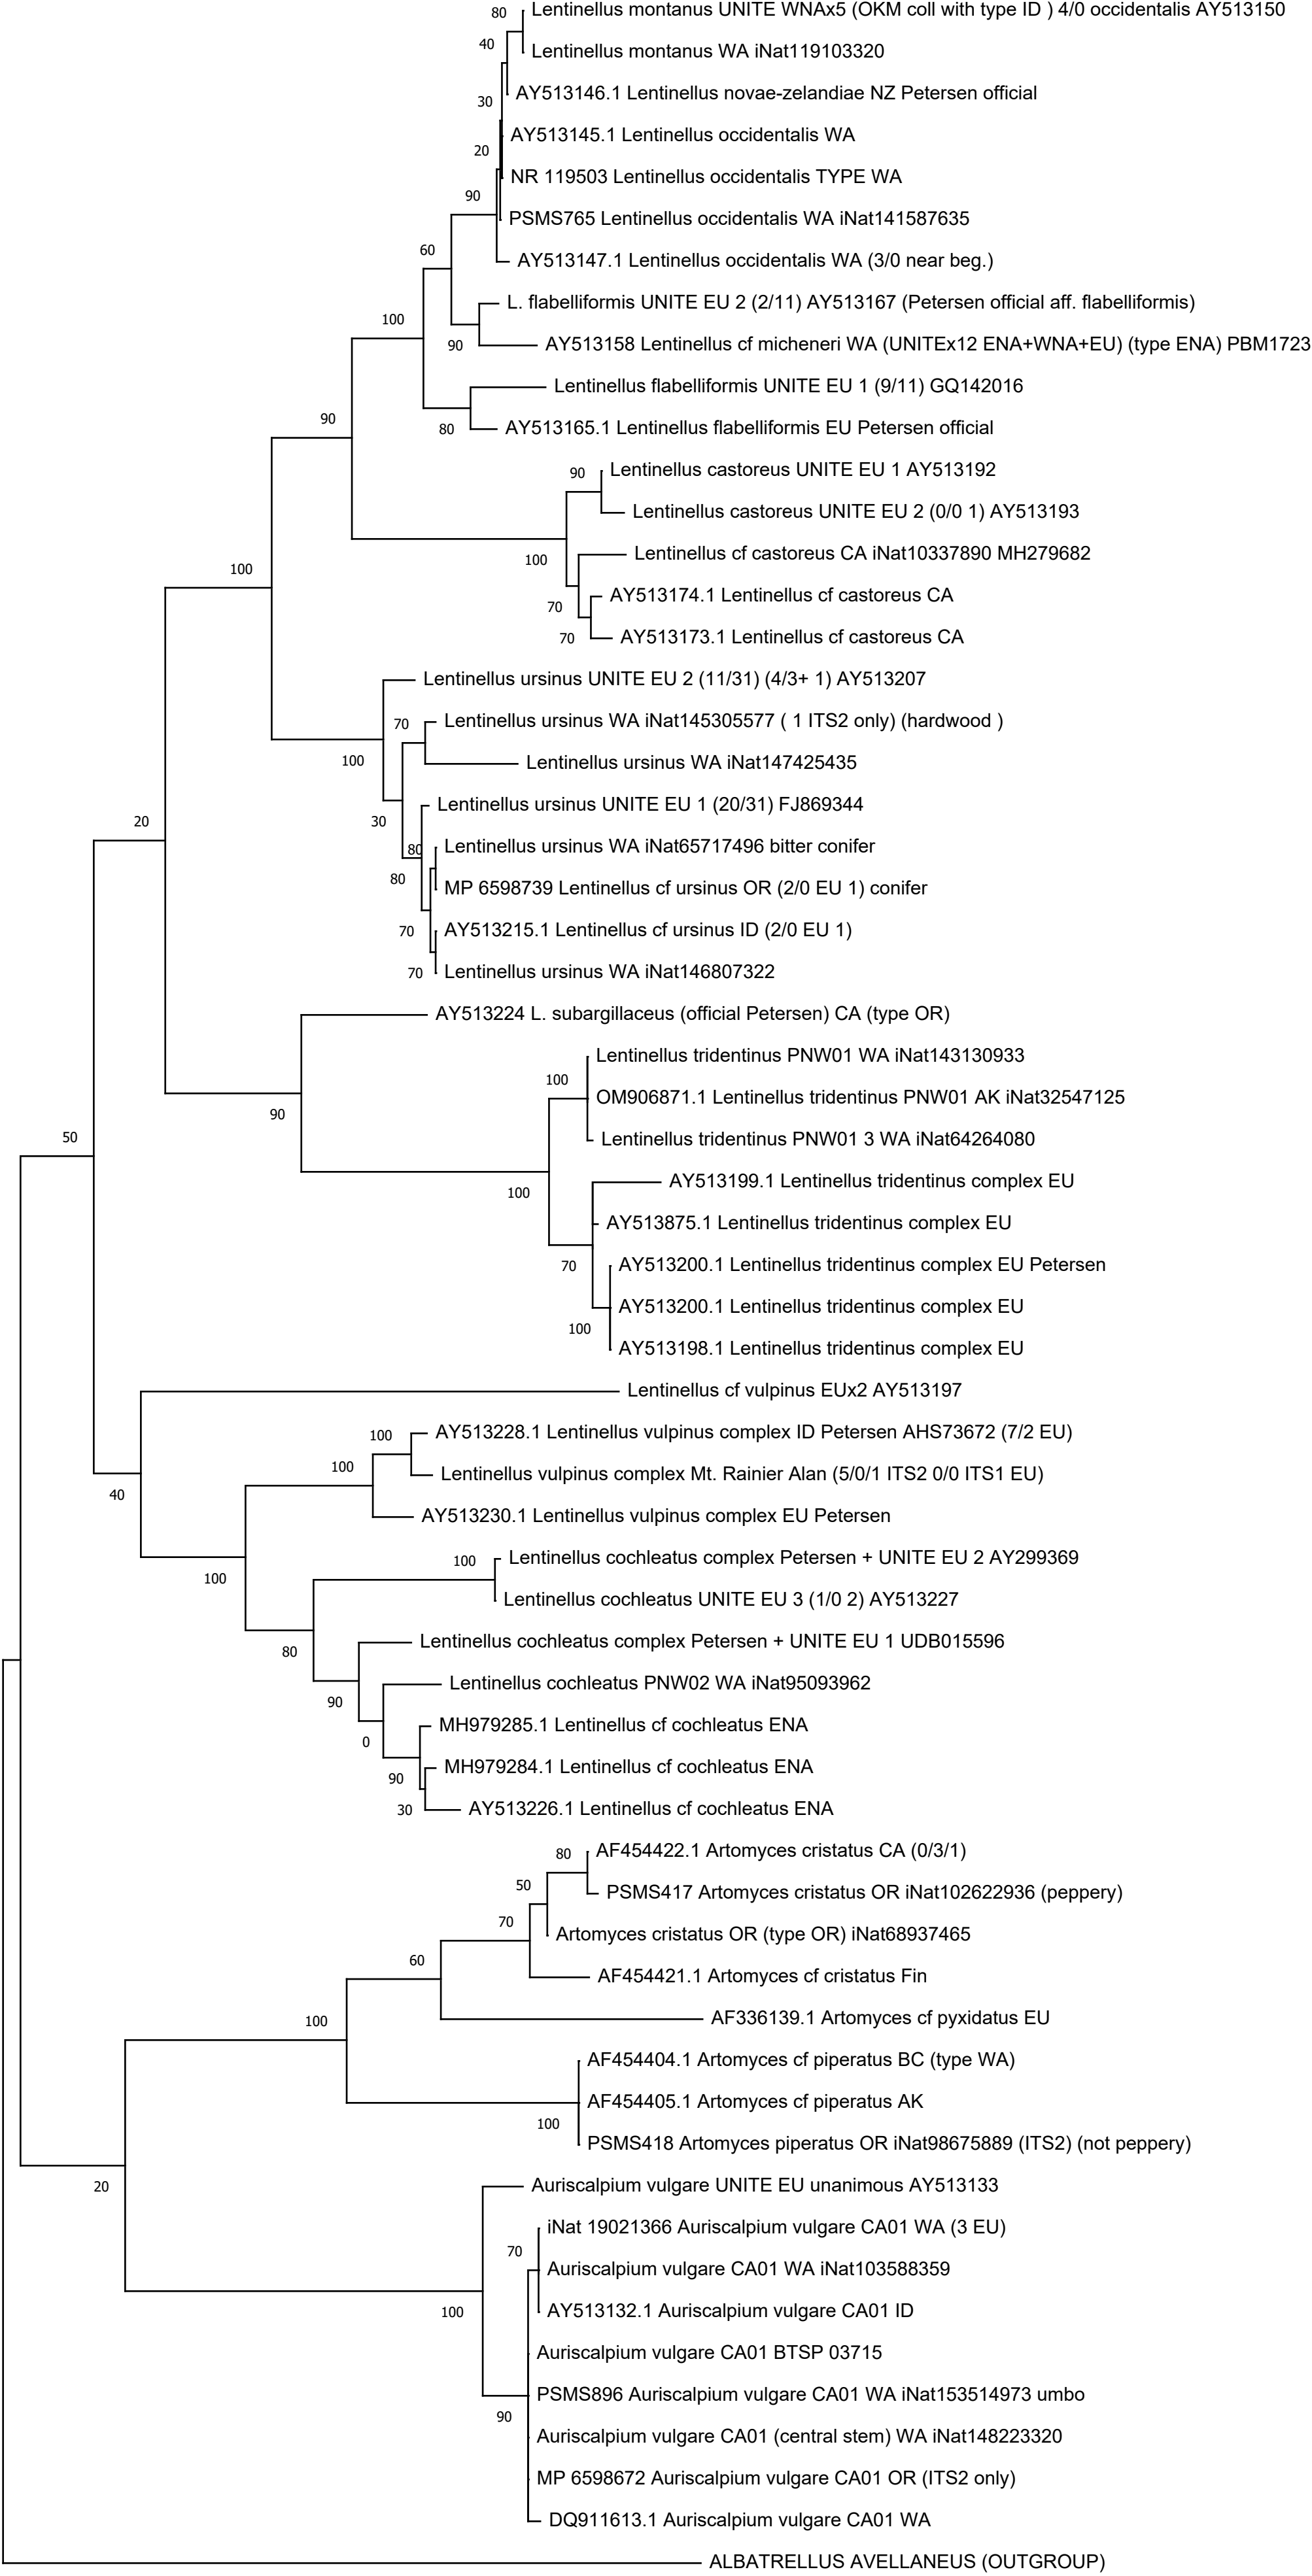 80
Lentinellus montanus UNITE WNAx5 (OKM coll with type ID ) 4/0 occidentalis AY513150
40
Lentinellus montanus WA iNat119103320
30
AY513146.1 Lentinellus novae-zelandiae NZ Petersen official
AY513145.1 Lentinellus occidentalis WA
20
NR 119503 Lentinellus occidentalis TYPE WA
90
PSMS765 Lentinellus occidentalis WA iNat141587635
60
AY513147.1 Lentinellus occidentalis WA (3/0 near beg.)
L. flabelliformis UNITE EU 2 (2/11) AY513167 (Petersen official aff. flabelliformis)
100
90
AY513158 Lentinellus cf micheneri WA (UNITEx12 ENA+WNA+EU) (type ENA) PBM1723
Lentinellus flabelliformis UNITE EU 1 (9/11) GQ142016
90
80
AY513165.1 Lentinellus flabelliformis EU Petersen official
90
Lentinellus castoreus UNITE EU 1 AY513192
Lentinellus castoreus UNITE EU 2 (0/0 1) AY513193
100
Lentinellus cf castoreus CA iNat10337890 MH279682
100
AY513174.1 Lentinellus cf castoreus CA
70
70
AY513173.1 Lentinellus cf castoreus CA
Lentinellus ursinus UNITE EU 2 (11/31) (4/3+ 1) AY513207
70
Lentinellus ursinus WA iNat145305577 ( 1 ITS2 only) (hardwood )
100
Lentinellus ursinus WA iNat147425435
Lentinellus ursinus UNITE EU 1 (20/31) FJ869344
20
30
80
Lentinellus ursinus WA iNat65717496 bitter conifer
80
MP 6598739 Lentinellus cf ursinus OR (2/0 EU 1) conifer
70
AY513215.1 Lentinellus cf ursinus ID (2/0 EU 1)
70
Lentinellus ursinus WA iNat146807322
AY513224 L. subargillaceus (official Petersen) CA (type OR)
Lentinellus tridentinus PNW01 WA iNat143130933
100
OM906871.1 Lentinellus tridentinus PNW01 AK iNat32547125
90
50
Lentinellus tridentinus PNW01 3 WA iNat64264080
100
AY513199.1 Lentinellus tridentinus complex EU
AY513875.1 Lentinellus tridentinus complex EU
70
AY513200.1 Lentinellus tridentinus complex EU Petersen
AY513200.1 Lentinellus tridentinus complex EU
100
AY513198.1 Lentinellus tridentinus complex EU
Lentinellus cf vulpinus EUx2 AY513197
100
AY513228.1 Lentinellus vulpinus complex ID Petersen AHS73672 (7/2 EU)
100
Lentinellus vulpinus complex Mt. Rainier Alan (5/0/1 ITS2 0/0 ITS1 EU)
40
AY513230.1 Lentinellus vulpinus complex EU Petersen
100
Lentinellus cochleatus complex Petersen + UNITE EU 2 AY299369
100
Lentinellus cochleatus UNITE EU 3 (1/0 2) AY513227
Lentinellus cochleatus complex Petersen + UNITE EU 1 UDB015596
80
Lentinellus cochleatus PNW02 WA iNat95093962
90
MH979285.1 Lentinellus cf cochleatus ENA
0
MH979284.1 Lentinellus cf cochleatus ENA
90
30
AY513226.1 Lentinellus cf cochleatus ENA
80
AF454422.1 Artomyces cristatus CA (0/3/1)
50
PSMS417 Artomyces cristatus OR iNat102622936 (peppery)
70
Artomyces cristatus OR (type OR) iNat68937465
60
AF454421.1 Artomyces cf cristatus Fin
100
AF336139.1 Artomyces cf pyxidatus EU
AF454404.1 Artomyces cf piperatus BC (type WA)
AF454405.1 Artomyces cf piperatus AK
100
PSMS418 Artomyces piperatus OR iNat98675889 (ITS2) (not peppery)
20
Auriscalpium vulgare UNITE EU unanimous AY513133
iNat 19021366 Auriscalpium vulgare CA01 WA (3 EU)
70
Auriscalpium vulgare CA01 WA iNat103588359
100
AY513132.1 Auriscalpium vulgare CA01 ID
Auriscalpium vulgare CA01 BTSP 03715
PSMS896 Auriscalpium vulgare CA01 WA iNat153514973 umbo
90
Auriscalpium vulgare CA01 (central stem) WA iNat148223320
MP 6598672 Auriscalpium vulgare CA01 OR (ITS2 only)
DQ911613.1 Auriscalpium vulgare CA01 WA
ALBATRELLUS AVELLANEUS (OUTGROUP)